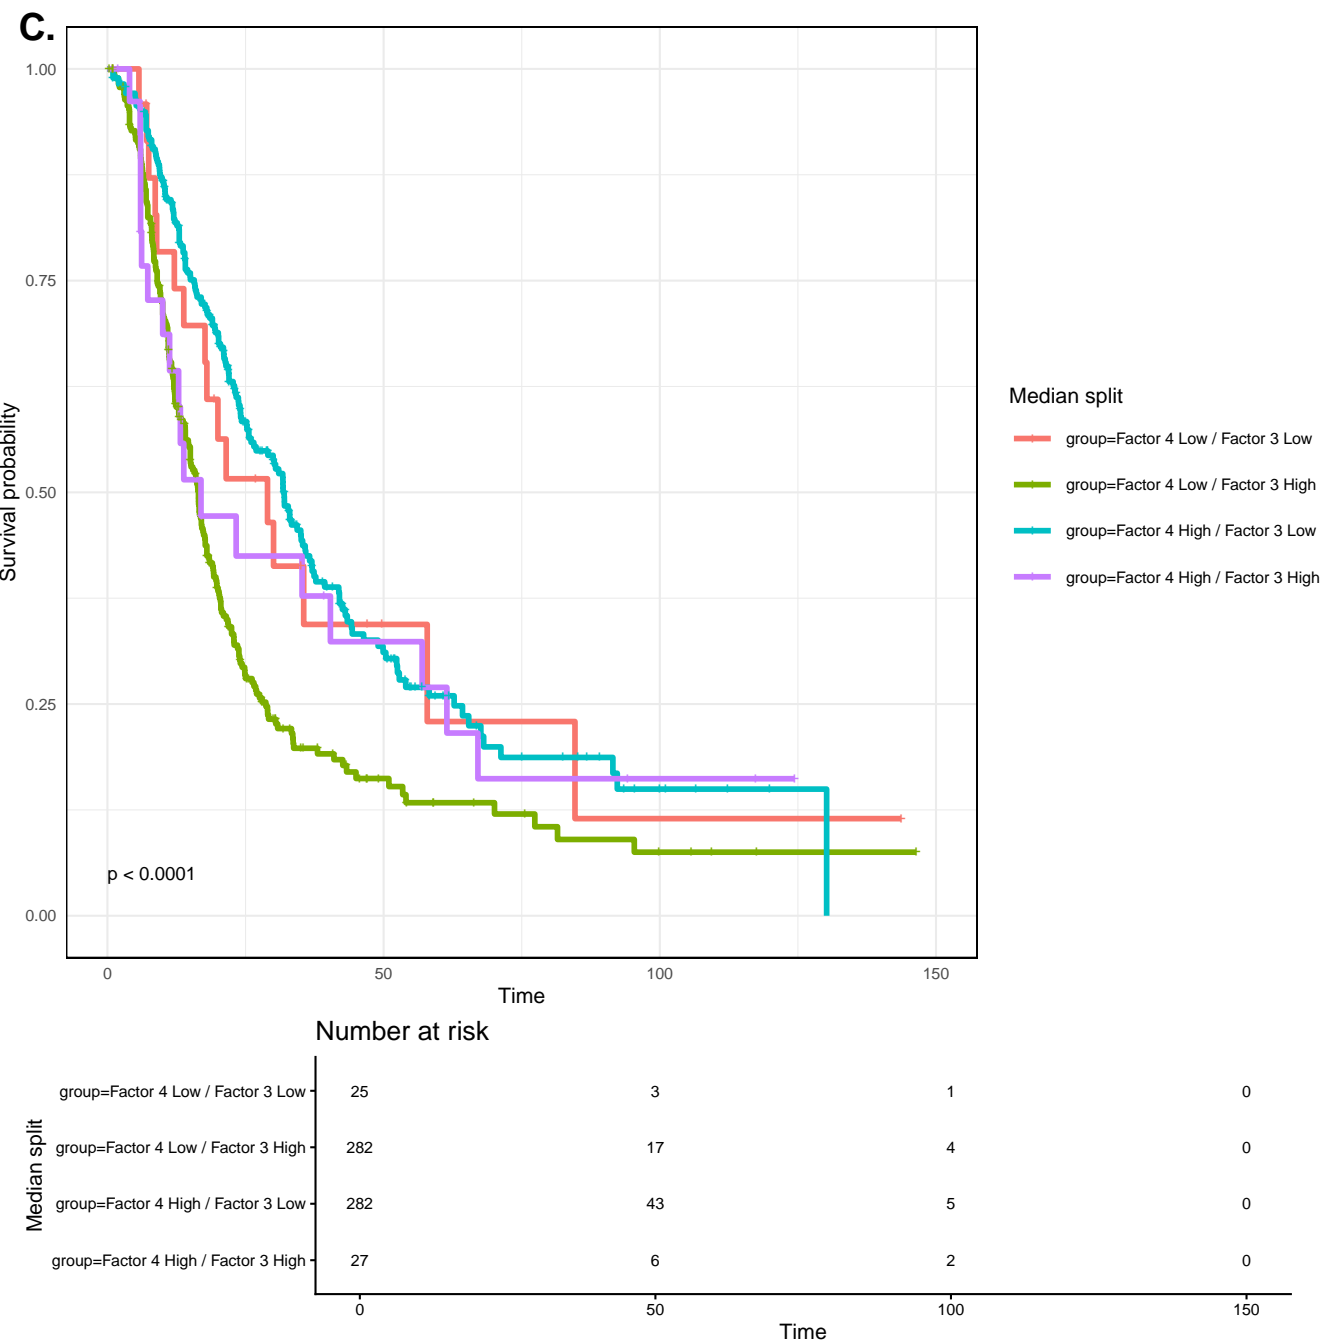 C.
1.00
0.75
0.50
0.25
0.00
Survival probability
p < 0.0001
0 50 100 150
Time
Median split
group=Factor 4 Low / Factor 3 Low
group=Factor 4 Low / Factor 3 High
group=Factor 4 High / Factor 3 Low
group=Factor 4 High / Factor 3 High
Number at risk
Median split
group=Factor 4 Low / Factor 3 Low 25 3 1 0
group=Factor 4 Low / Factor 3 High 282 17 4 0
group=Factor 4 High / Factor 3 Low 282 43 5 0
group=Factor 4 High / Factor 3 High 27 6 2 0
0 50 100 150
Time